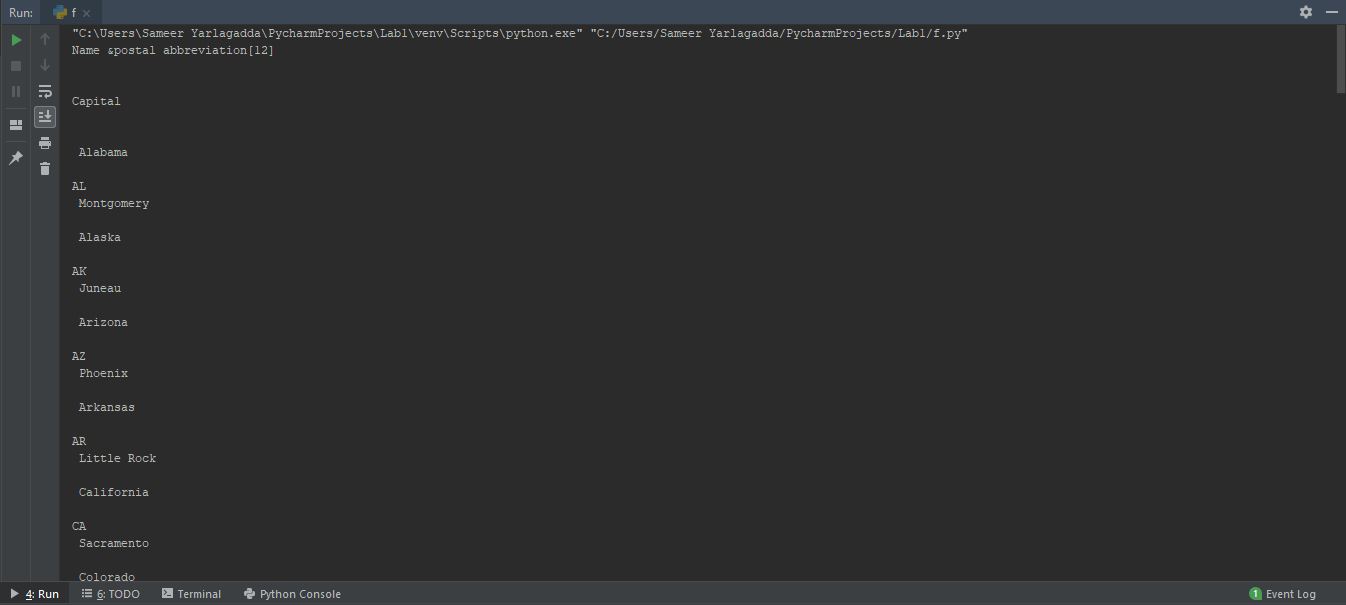 Run: f
"C:\Users\Sameer Yarlagadda\PycharmProjects\Lab1\venv\Scripts\python.exe" "C:/Users/Sameer Yarlagadda/PycharmProjects/Lab1/f.py"
Name &postal abbreviation[12]
Capital
Alabama
AL
Montgomery
Alaska
AK
Juneau
Arizona
AZ
Phoenix
Arkansas
AR
Little Rock
California
CA
Sacramento
Colorado
4: Run 6: TODO Terminal Python Console 1 Event Log